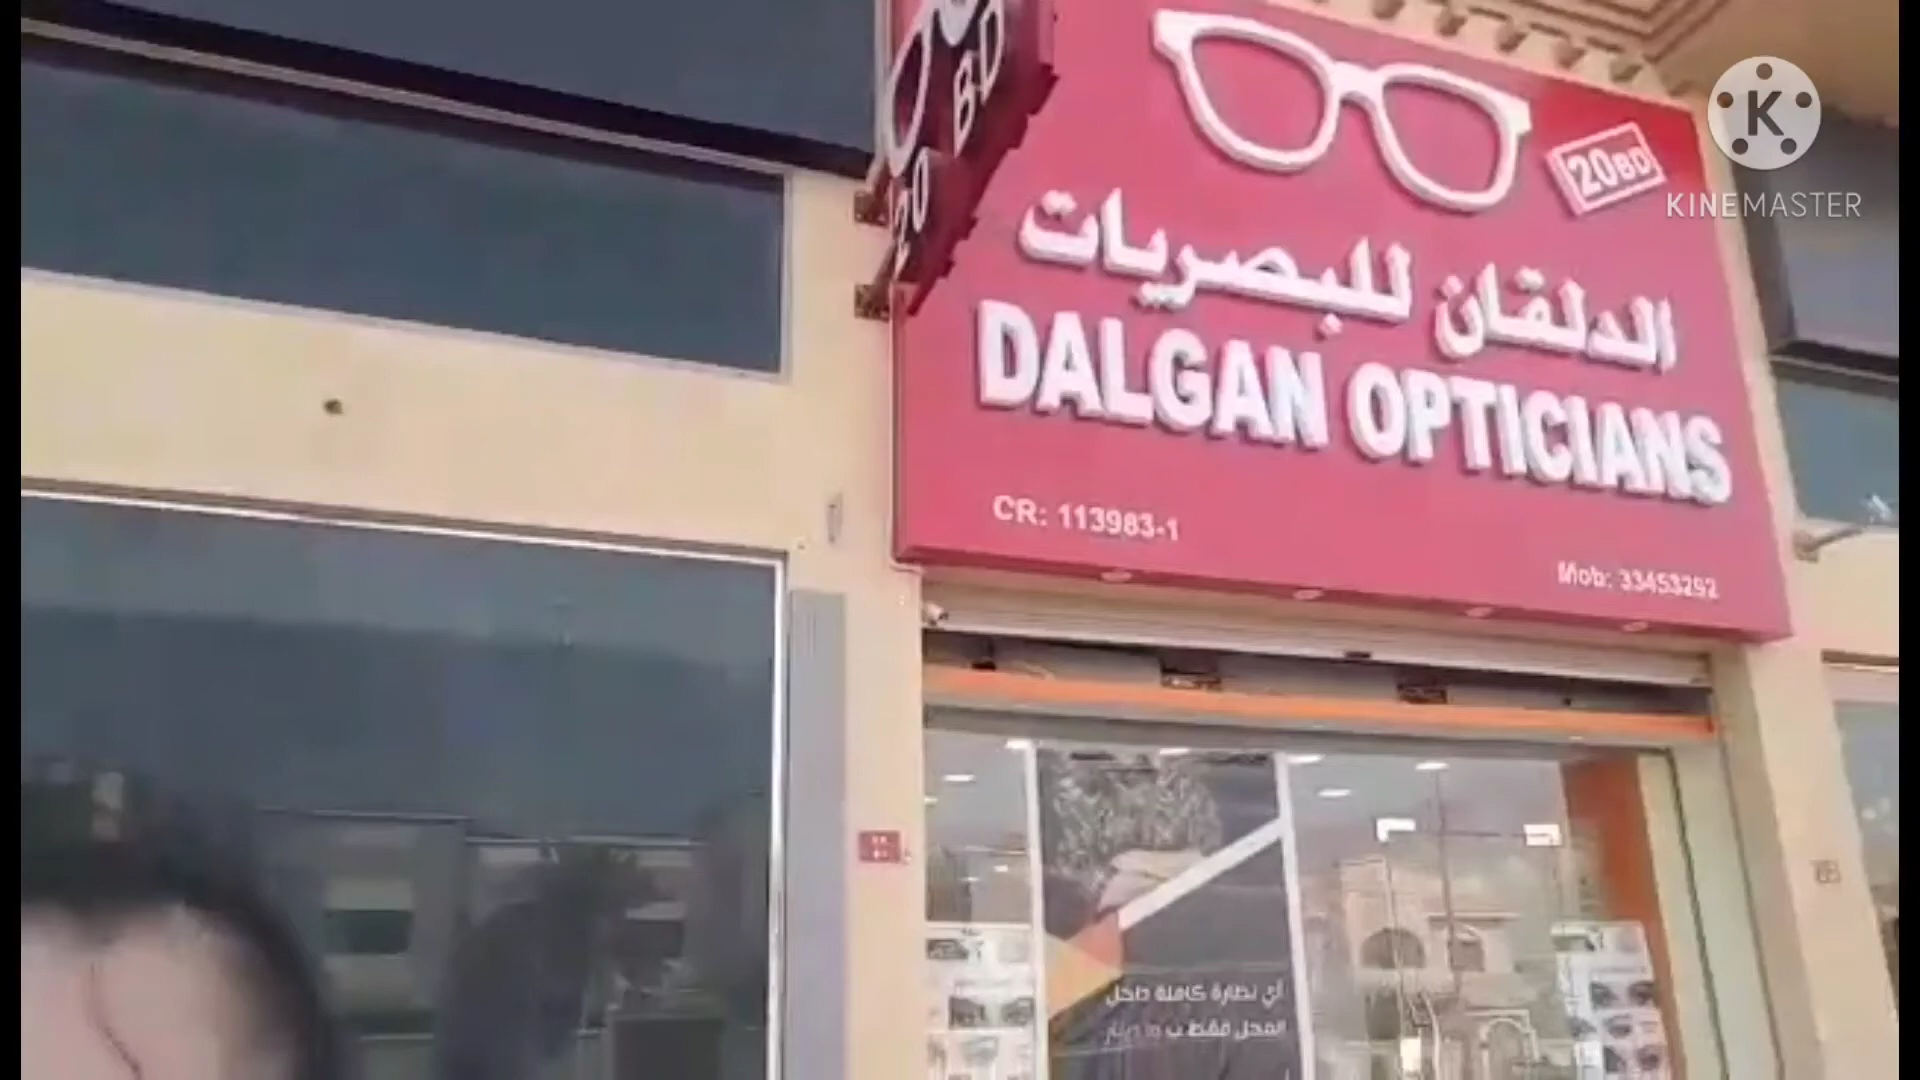 20 BD
20BD
الدلقان للبصريات
DALGAN OPTICIANS
CR: 113983-1
Mob: 33453292
أي نظارة كاملة داخل
المحل فقط ب
K
KINEMASTER